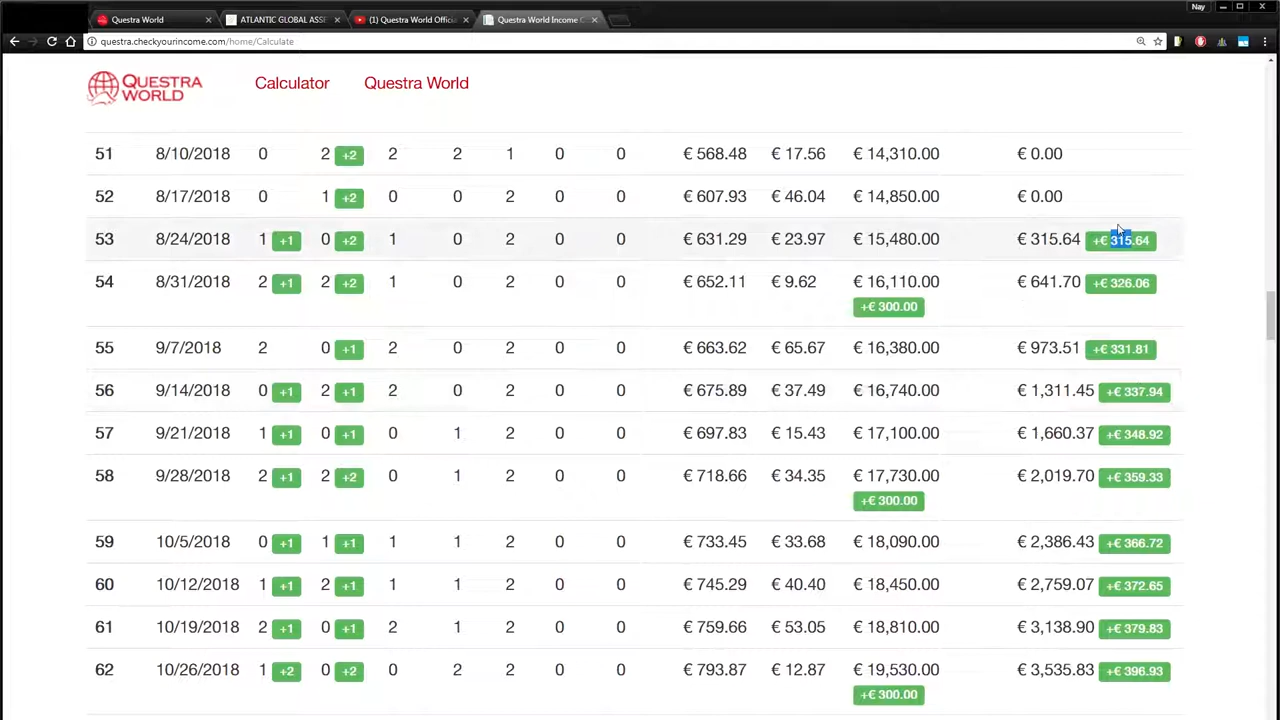 Nay
Questra World
ATLANTIC GLOBAL ASSE
(1) Questra World Offici
Questra World Income C
questra.checkyourincome.com/home/Calculate
QUESTRA WORLD
Calculator
Questra World
51 8/10/2018 0 2 +2 2 2 1 0 0 € 568.48 € 17.56 € 14,310.00 € 0.00
52 8/17/2018 0 1 +2 0 0 2 0 0 € 607.93 € 46.04 € 14,850.00 € 0.00
53 8/24/2018 1 +1 0 +2 1 0 2 0 0 € 631.29 € 23.97 € 15,480.00 € 315.64 +€ 315.64
54 8/31/2018 2 +1 2 +2 1 0 2 0 0 € 652.11 € 9.62 € 16,110.00 € 641.70 +€ 326.06
+€ 300.00
55 9/7/2018 2 0 +1 2 0 2 0 0 € 663.62 € 65.67 € 16,380.00 € 973.51 +€ 331.81
56 9/14/2018 0 +1 2 +1 2 0 2 0 0 € 675.89 € 37.49 € 16,740.00 € 1,311.45 +€ 337.94
57 9/21/2018 1 +1 0 +1 0 1 2 0 0 € 697.83 € 15.43 € 17,100.00 € 1,660.37 +€ 348.92
58 9/28/2018 2 +1 2 +2 0 1 2 0 0 € 718.66 € 34.35 € 17,730.00 € 2,019.70 +€ 359.33
+€ 300.00
59 10/5/2018 0 +1 1 +1 1 1 2 0 0 € 733.45 € 33.68 € 18,090.00 € 2,386.43 +€ 366.72
60 10/12/2018 1 +1 2 +1 1 1 2 0 0 € 745.29 € 40.40 € 18,450.00 € 2,759.07 +€ 372.65
61 10/19/2018 2 +1 0 +1 2 1 2 0 0 € 759.66 € 53.05 € 18,810.00 € 3,138.90 +€ 379.83
62 10/26/2018 1 +2 0 +2 0 2 2 0 0 € 793.87 € 12.87 € 19,530.00 € 3,535.83 +€ 396.93
+€ 300.00